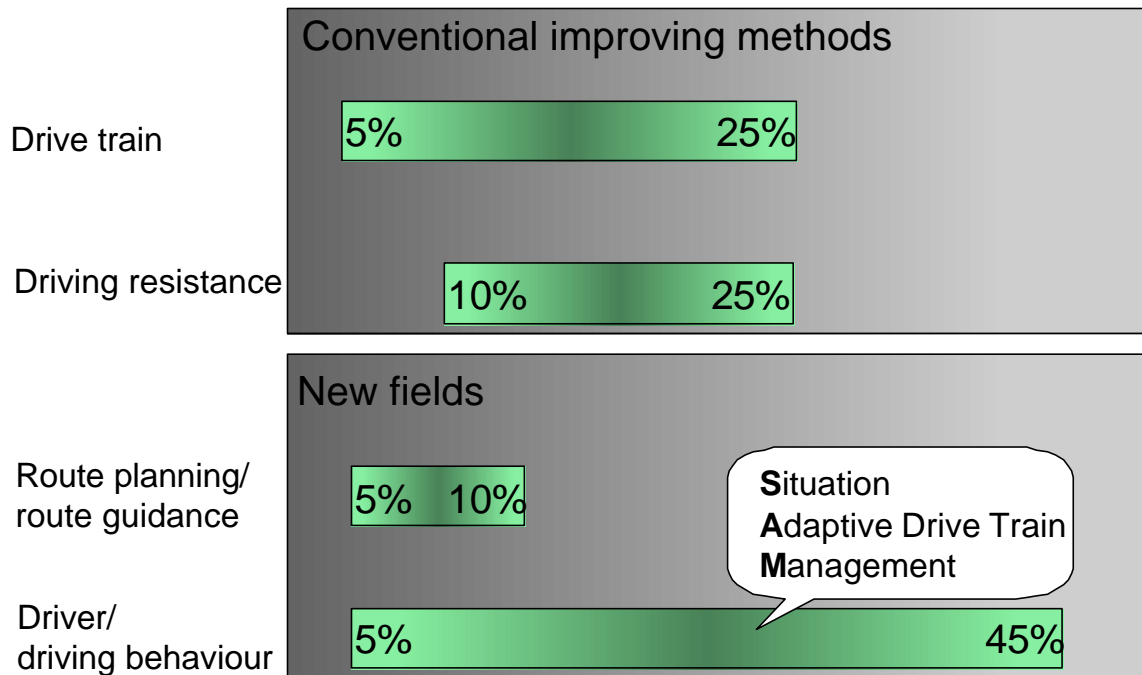 Conventional improving methods
Drive train
5%
25%
Driving resistance
10%
25%
New fields
Route planning/
route guidance
5%
10%
Situation
Adaptive Drive Train
Management
Driver/
driving behaviour
5%
45%